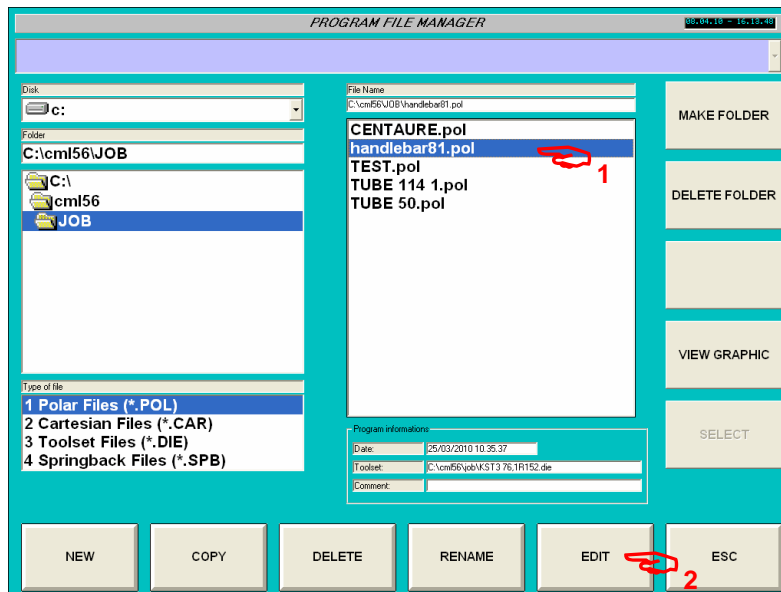 PROGRAM FILE MANAGER
08.04.10 - 16.13.48
Disk
c:
Folder
C:\cml56\JOB
C:\
cml56
JOB
Type of file
1 Polar Files (*.POL)
2 Cartesian Files (*.CAR)
3 Toolset Files (*.DIE)
4 Springback Files (*.SPB)
File Name
C:\cml56\JOB\handlebar81.pol
CENTAURE.pol
handlebar81.pol
TEST.pol
TUBE 114 1.pol
TUBE 50.pol
1
Program informations
Date: 25/03/2010 10.35.37
Toolset: C:\cml56\job\KST3 76,1R152.die
Comment:
MAKE FOLDER
DELETE FOLDER
VIEW GRAPHIC
SELECT
NEW
COPY
DELETE
RENAME
EDIT
2
ESC